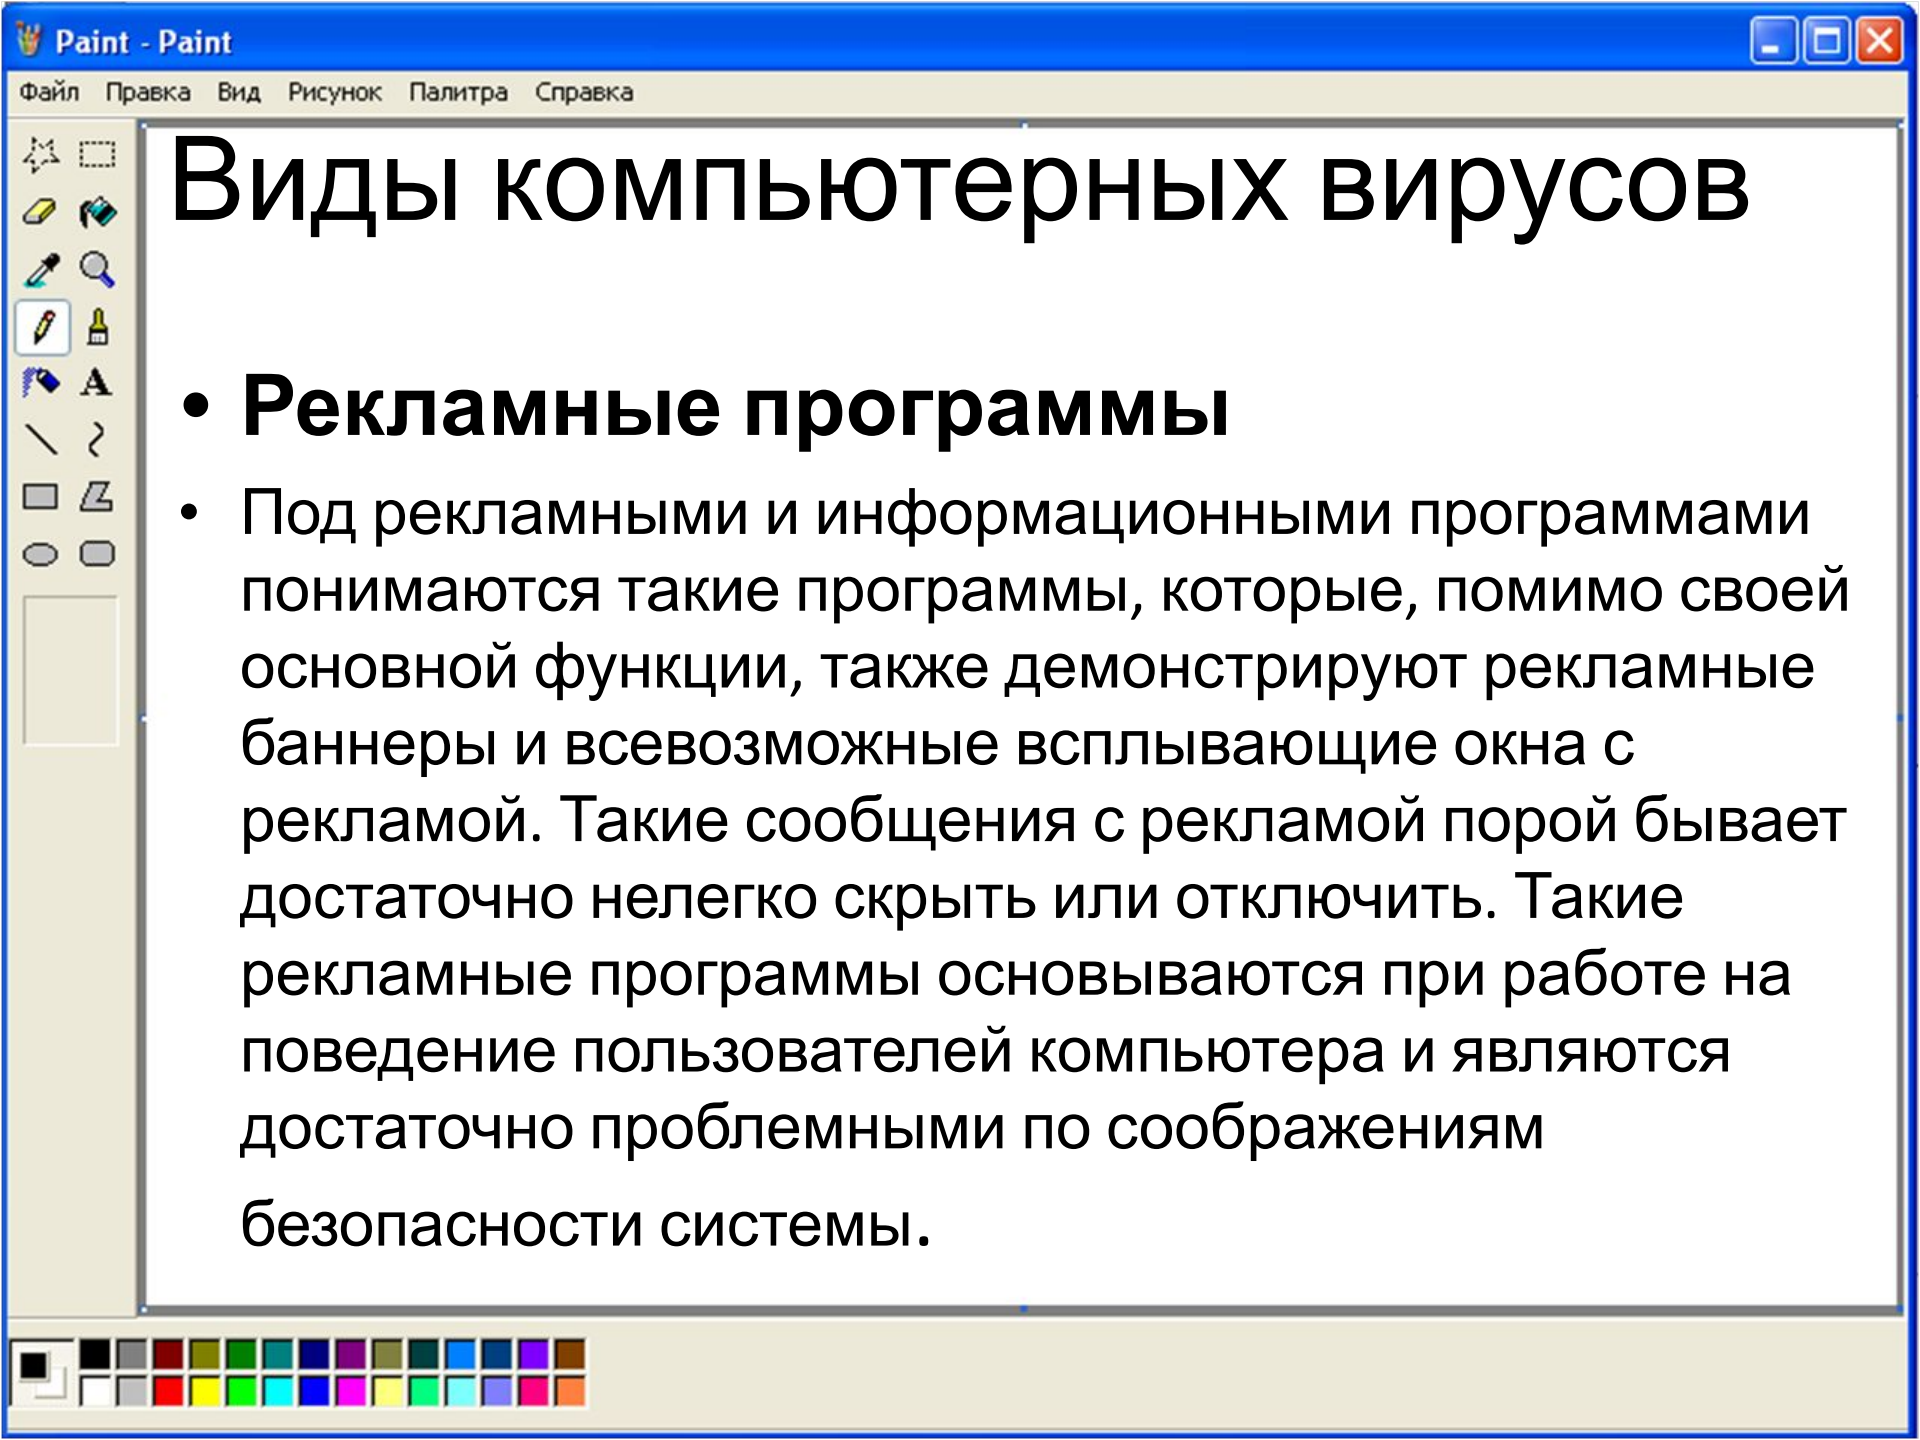 Paint - Paint
Файл Правка Вид Рисунок Палитра Справка
Виды компьютерных вирусов
• Рекламные программы
• Под рекламными и информационными программами
понимаются такие программы, которые, помимо своей
основной функции, также демонстрируют рекламные
баннеры и всевозможные всплывающие окна с
рекламой. Такие сообщения с рекламой порой бывает
достаточно нелегко скрыть или отключить. Такие
рекламные программы основываются при работе на
поведение пользователей компьютера и являются
достаточно проблемными по соображениям
безопасности системы.
A